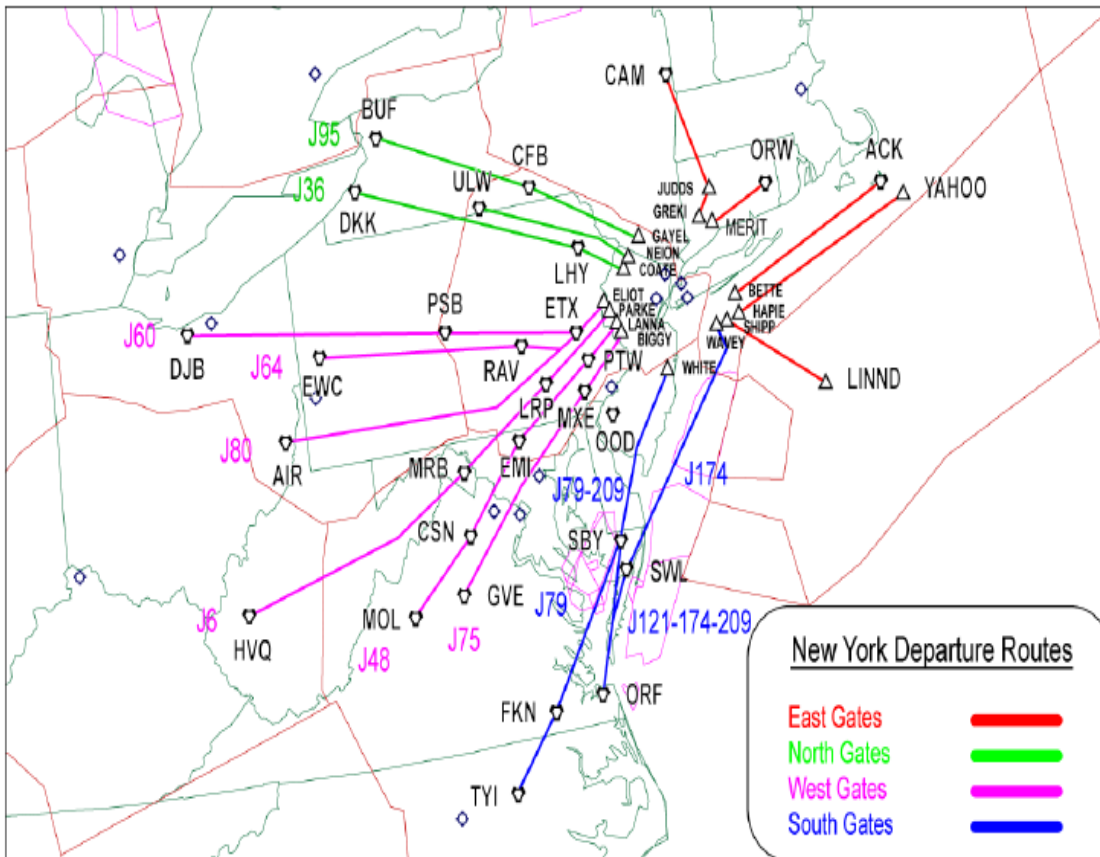 CAM
BUF
J95
CFB
ORW
ACK
ULW
JUDDS
YAHOO
J36
DKK
GREKI
MERIT
GAYEL
NEION
LHY
COATE
BETTE
ELIOT
HAPIE
PSB
ETX
PARKE
SHIPP
LANNA
J60
WAVEY
BIGGY
DJB
J64
RAV
PTW
WHITE
EWC
LINND
LRP
MXE
OOD
J80
AIR
MRB
EMI
J79-209
J174
CSN
SBY
SWL
J6
MOL
GVE
J79
J121-174-209
HVQ
J48
J75
New York Departure Routes
FKN
ORF
East Gates
North Gates
TYI
West Gates
South Gates